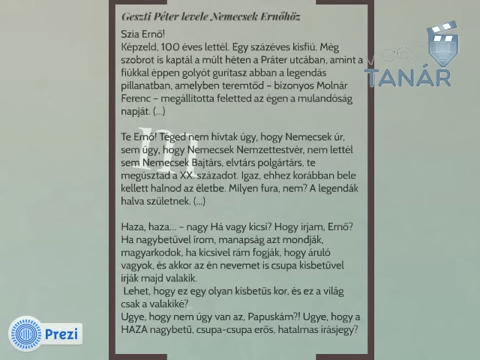 Geszti Péter levele Nemecsek Ernőhöz
Szia Ernő!
Képzeld, 100 éves lettél. Egy százéves kisfiú. Még
szobrot is kaptál a múlt héten a Práter utcában, amint a
fiúkkal éppen golyót gurítasz abban a legendás
pillanatban, amelyben teremtőd – bizonyos Molnár
Ferenc – megállította feletted az égen a mulandóság
napját. (...)
Te Ernő! Téged nem hívtak úgy, hogy Nemecsek úr,
sem úgy, hogy Nemecsek Nemzettestvér, nem lettél
sem Nemecsek Bajtárs, elvtárs polgártárs, te
megúsztad a XX. századot. Igaz, ehhez korábban bele
kellett halnod az életbe. Milyen fura, nem? A legendák
halva születnek. (...)
Haza, haza... – nagy Há vagy kicsi? Hogy írjam, Ernő?
Ha nagybetűvel írom, manapság azt mondják,
magyarkodok, ha kicsivel rám fogják, hogy áruló
vagyok, és akkor az én nevemet is csupa kisbetűvel
írják majd valakik.
Lehet, hogy ez egy olyan kisbetűs kor, és ez a világ
csak a valakiké?
Ugye, hogy nem úgy van az, Papuskám?! Ugye, hogy a
HAZA nagybetű, csupa-csupa erős, hatalmas írásjegy?
TANÁR
Prezi